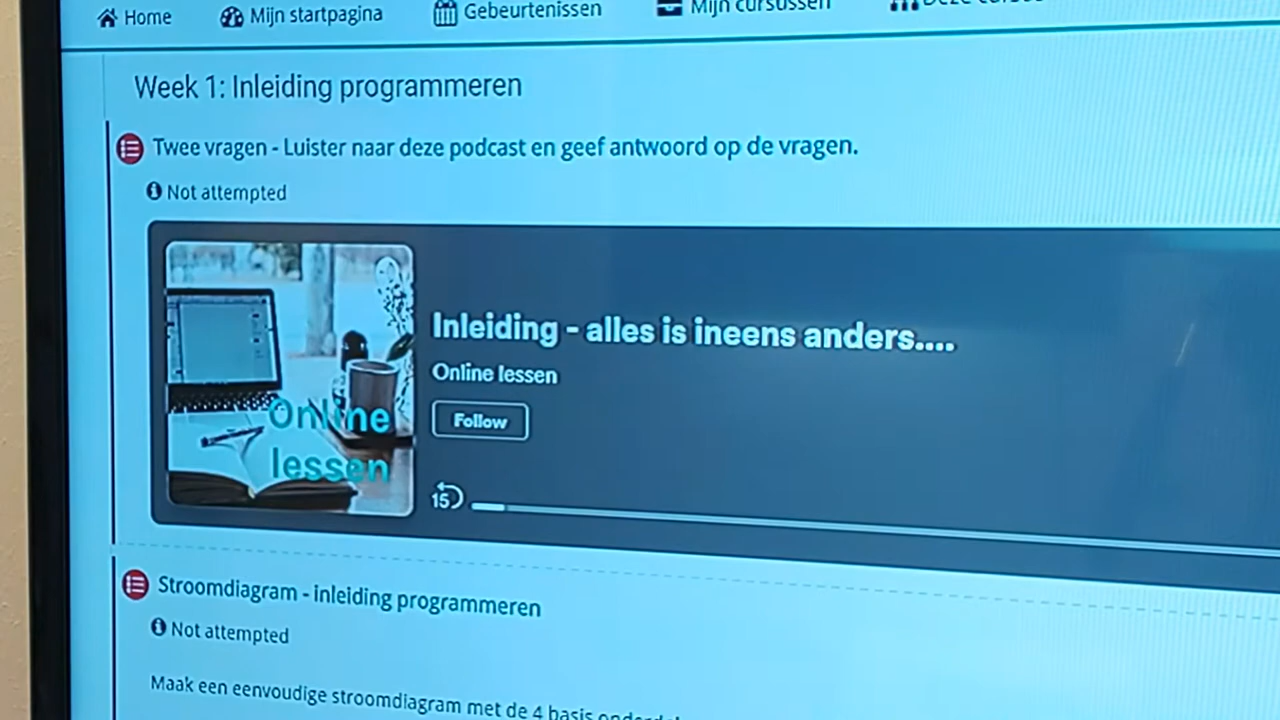 Home Mijn startpagina Gebeurtenissen Mijn cursussen
Week 1: Inleiding programmeren
Twee vragen - Luister naar deze podcast en geef antwoord op de vragen.
Not attempted
Online
lessen
Inleiding - alles is ineens anders....
Online lessen
Follow
15
Stroomdiagram - inleiding programmeren
Not attempted
Maak een eenvoudige stroomdiagram met de 4 basis